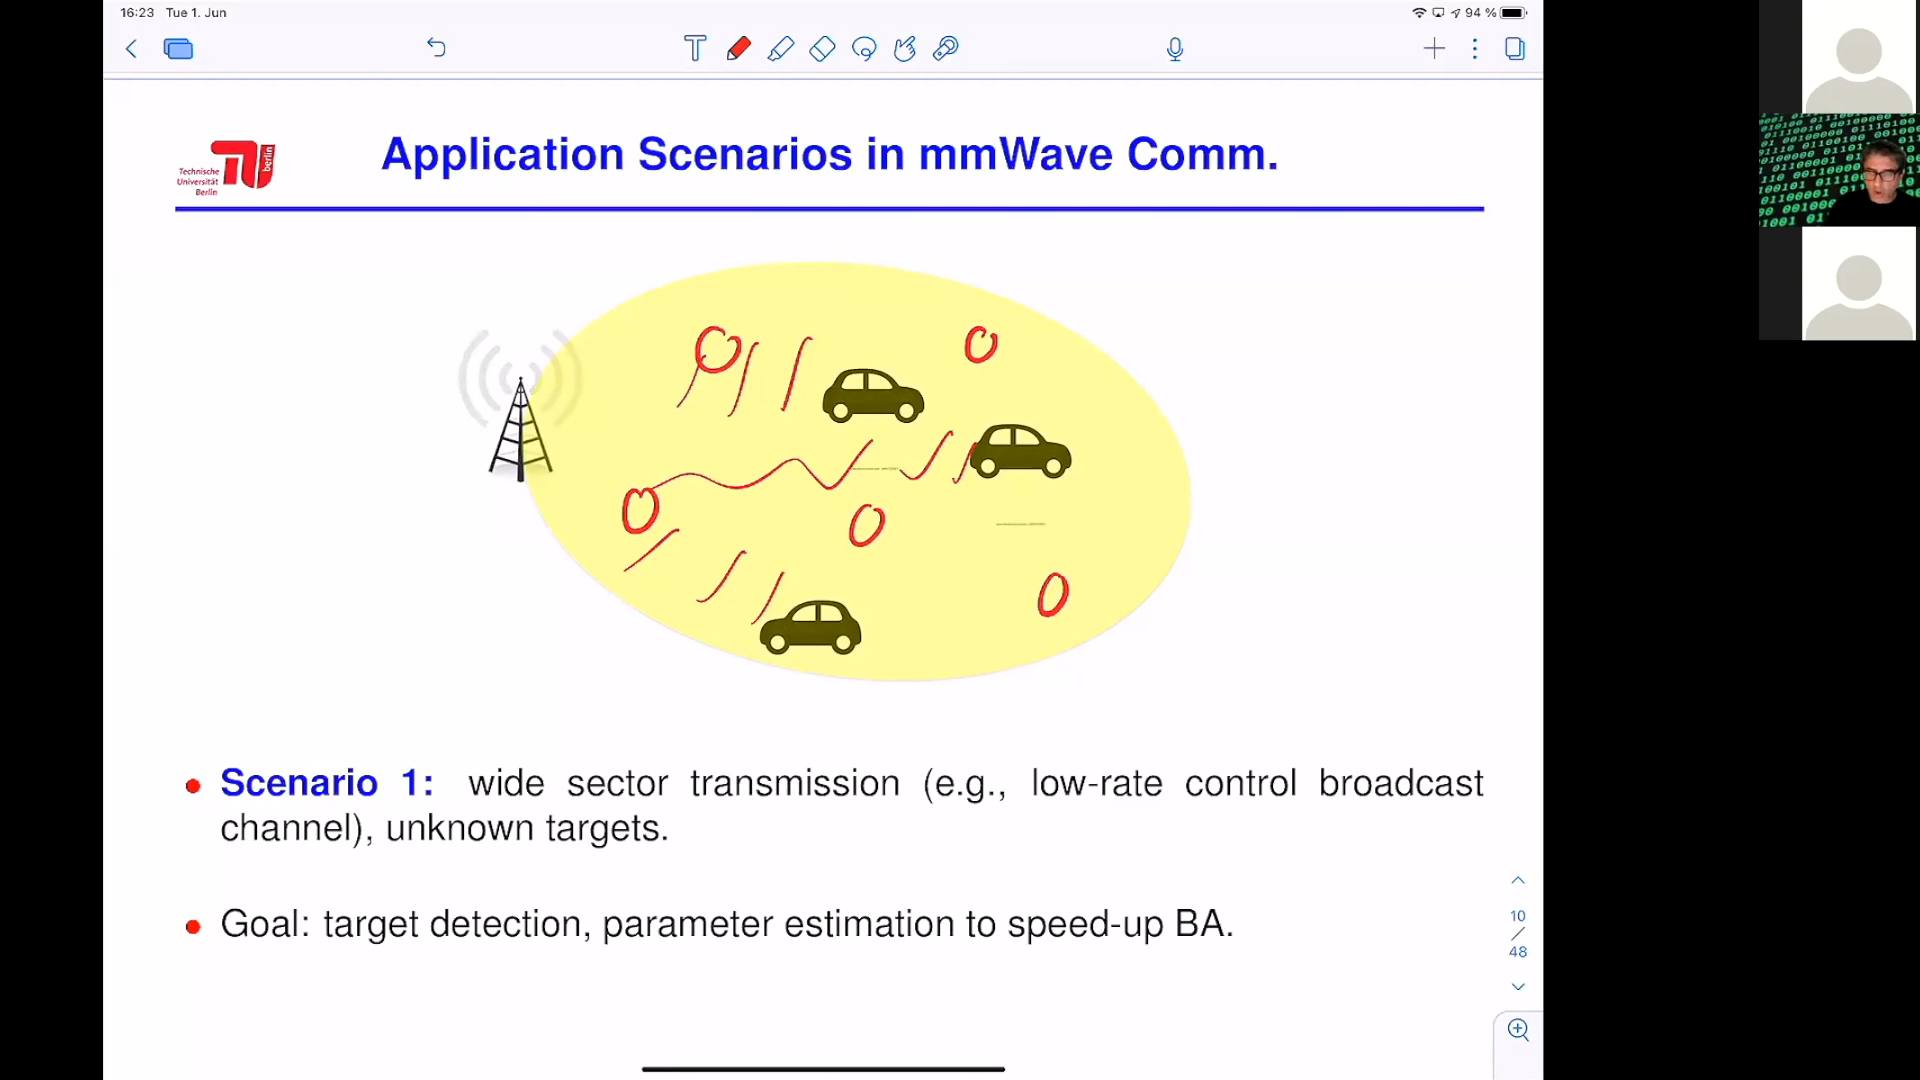 16:23 Tue 1. Jun
94 %
Technische
Universität
Berlin
berlin
Application Scenarios in mmWave Comm.
Scenario 1: wide sector transmission (e.g., low-rate control broadcast
channel), unknown targets.
Goal: target detection, parameter estimation to speed-up BA.
10
/
48